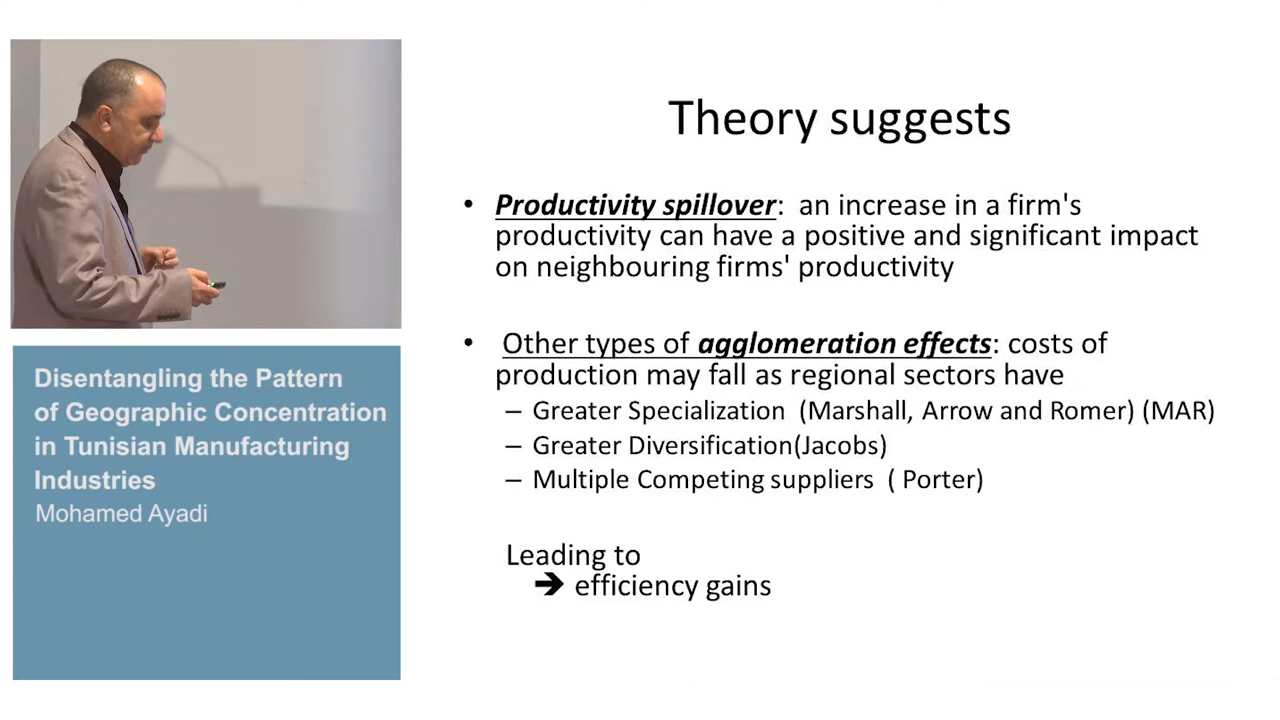 Theory suggests
• Productivity spillover:  an increase in a firm's
productivity can have a positive and significant impact
on neighbouring firms' productivity
• Other types of agglomeration effects: costs of
production may fall as regional sectors have
– Greater Specialization  (Marshall, Arrow and Romer) (MAR)
– Greater Diversification(Jacobs)
– Multiple Competing suppliers  ( Porter)
Leading to
➔ efficiency gains
Disentangling the Pattern
of Geographic Concentration
in Tunisian Manufacturing
Industries
Mohamed Ayadi